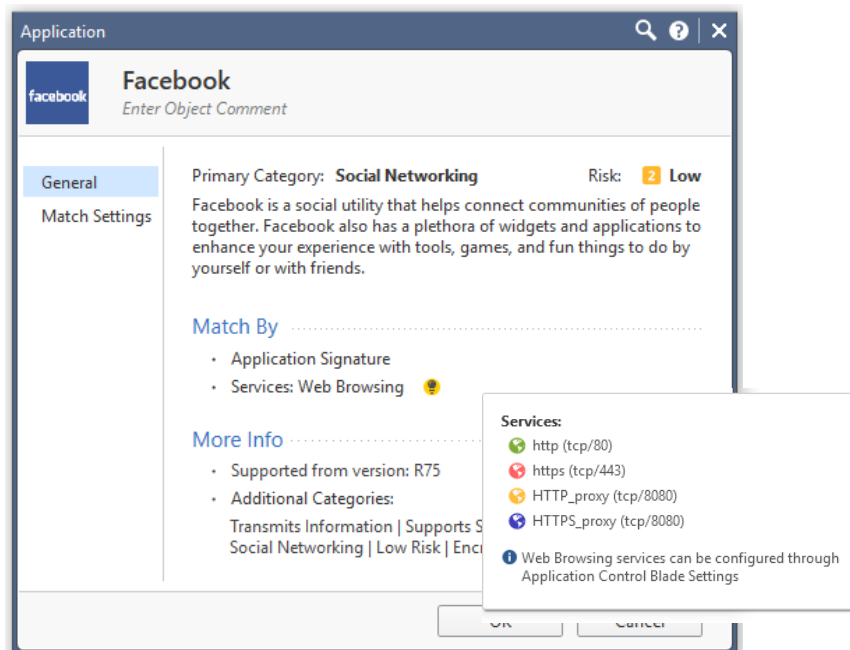 Application
facebook
Facebook
Enter Object Comment
General
Match Settings
Primary Category: Social Networking Risk: 2 Low
Facebook is a social utility that helps connect communities of people
together. Facebook also has a plethora of widgets and applications to
enhance your experience with tools, games, and fun things to do by
yourself or with friends.
Match By
• Application Signature
• Services: Web Browsing
More Info
• Supported from version: R75
• Additional Categories:
Transmits Information | Supports
Social Networking | Low Risk |
Services:
http (tcp/80)
https (tcp/443)
HTTP_proxy (tcp/8080)
HTTPS_proxy (tcp/8080)
Web Browsing services can be configured through
Application Control Blade Settings
OK Cancel